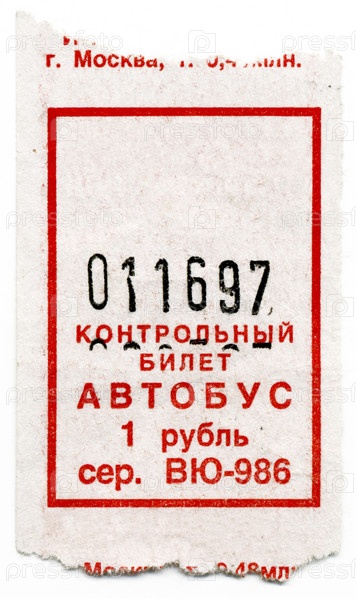 г. Москва,
011697
КОНТРОЛЬНЫЙ
БИЛЕТ
АВТОБУС
1 рубль
сер. ВЮ-986